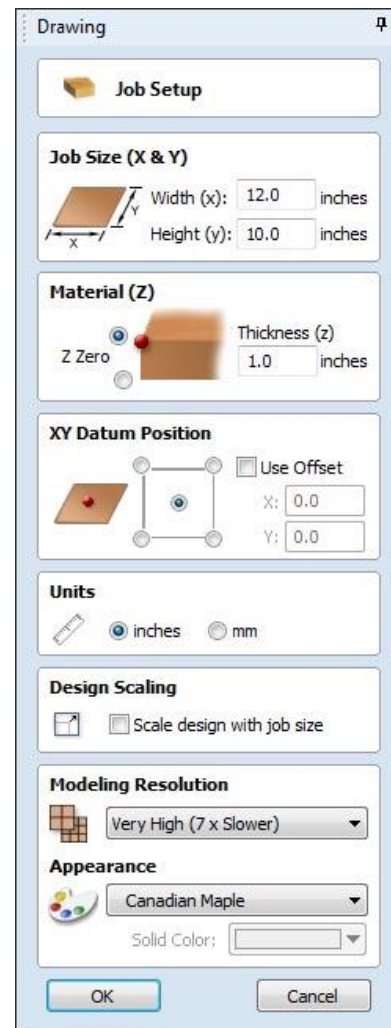 Drawing
Job Setup
Job Size (X & Y)
Width (x): 12.0 inches
Y
Height (y): 10.0 inches
X
Material (Z)
Thickness (z)
Z Zero
1.0 inches
XY Datum Position
Use Offset
X: 0.0
Y: 0.0
Units
inches mm
Design Scaling
Scale design with job size
Modeling Resolution
Very High (7 x Slower)
Appearance
Canadian Maple
Solid Color:
OK Cancel